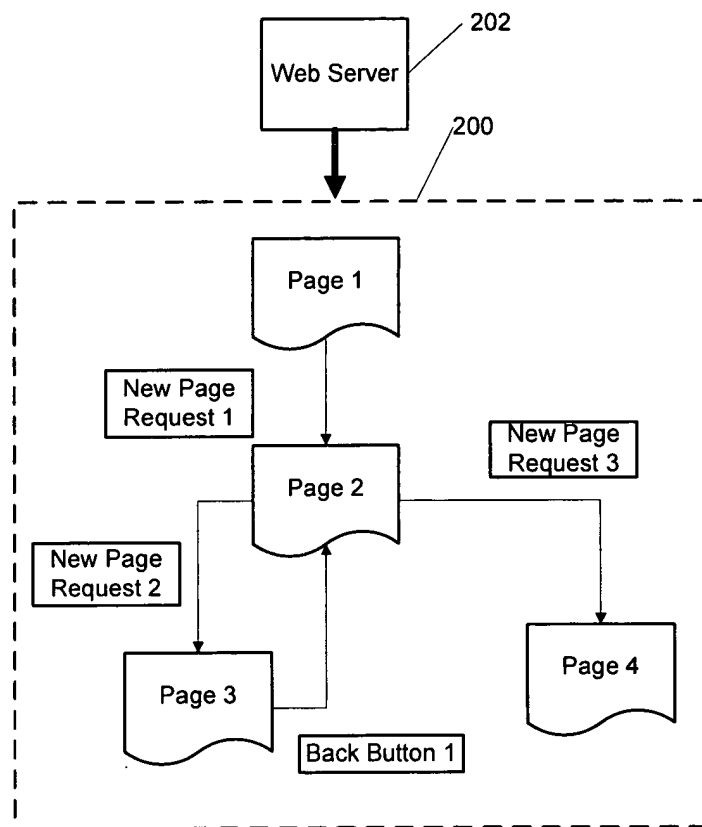 202
Web Server
200
Page 1
New Page
Request 1
New Page
Request 3
Page 2
New Page
Request 2
Page 3
Page 4
Back Button 1